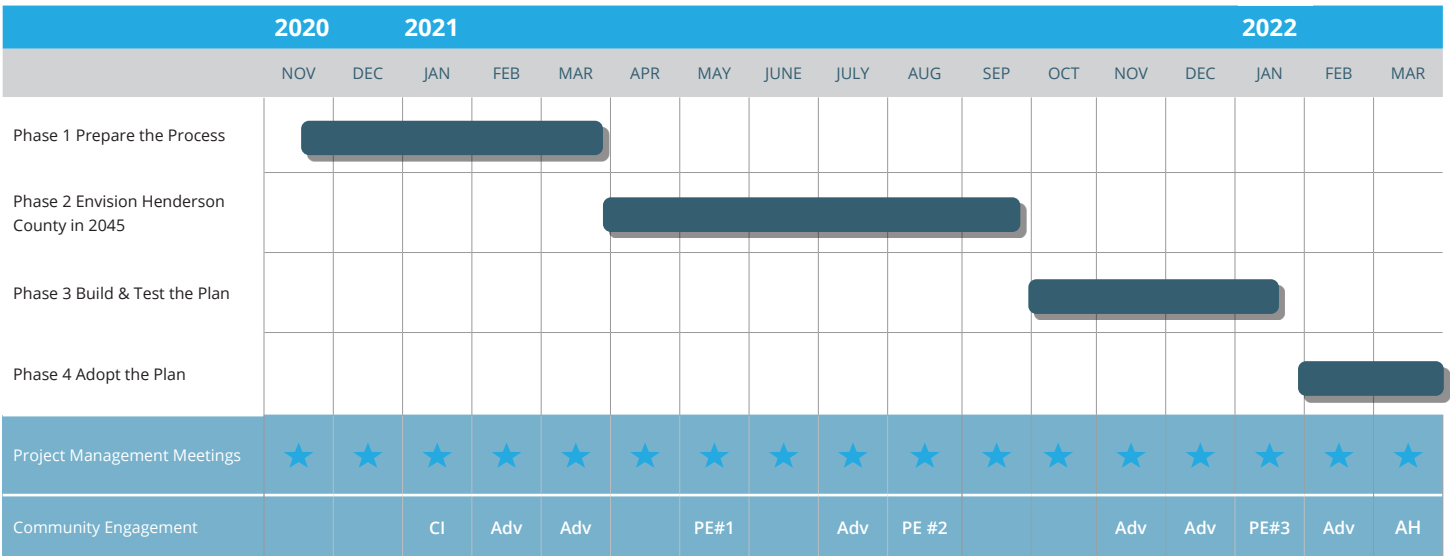 2020 2021 2022
NOV DEC JAN FEB MAR APR MAY JUNE JULY AUG SEP OCT NOV DEC JAN FEB MAR
Phase 1 Prepare the Process
Phase 2 Envision Henderson
County in 2045
Phase 3 Build & Test the Plan
Phase 4 Adopt the Plan
Project Management Meetings
Community Engagement CI Adv Adv PE#1 Adv PE #2 Adv Adv PE#3 Adv AH